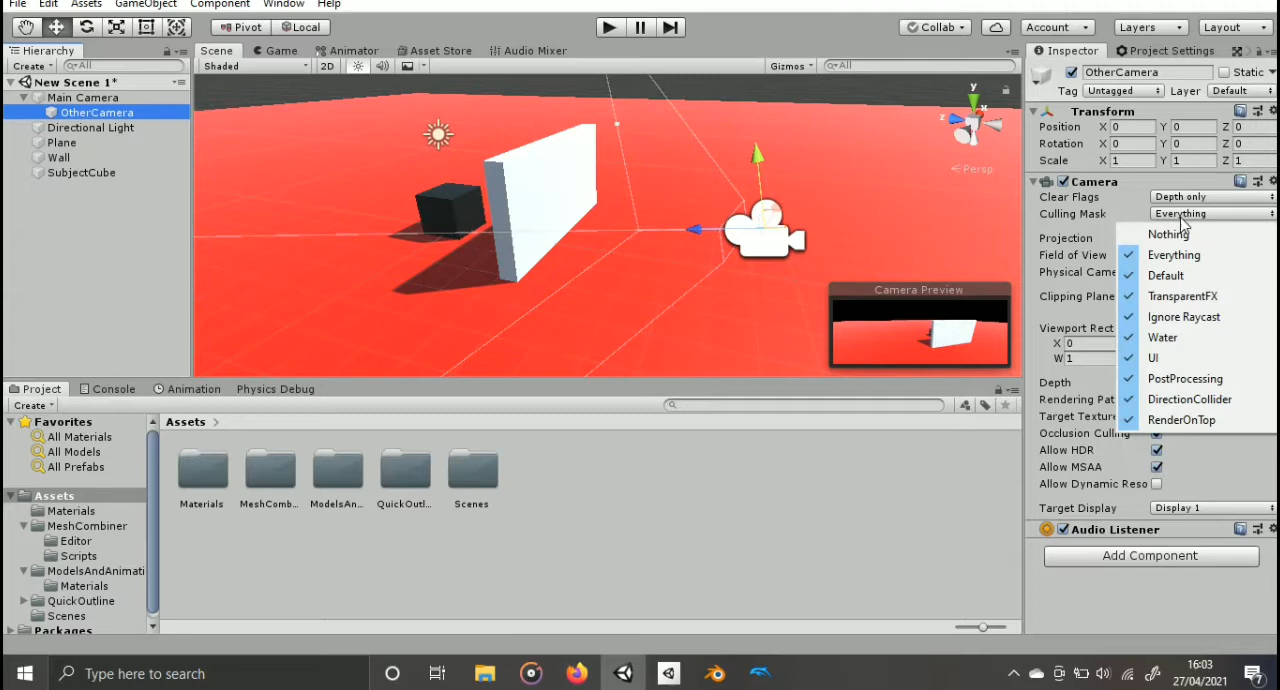 File Edit Assets GameObject Component Window Help
Pivot Local Collab Account Layers Layout
Hierarchy Scene Game Animator Asset Store Audio Mixer Inspector Project Settings
Create All Shaded 2D Gizmos All OtherCamera Static
New Scene 1*
Main Camera
OtherCamera
Directional Light
Plane
Wall
SubjectCube
y
x
z
Persp
Camera Preview
Tag Untagged Layer Default
Transform
Position X 0 Y 0 Z 0
Rotation X 0 Y 0 Z 0
Scale X 1 Y 1 Z 1
Camera
Clear Flags Depth only
Culling Mask Everything
Nothing
Everything
Default
TransparentFX
Ignore Raycast
Water
UI
PostProcessing
DirectionCollider
RenderOnTop
Projection
Field of View
Physical Came
Clipping Plane
Viewport Rect
X 0
W 1
Depth
Rendering Pat
Target Texture
Occlusion Culling
Allow HDR
Allow MSAA
Allow Dynamic Reso
Target Display Display 1
Audio Listener
Add Component
Project Console Animation Physics Debug
Create
Favorites
All Materials
All Models
All Prefabs
Assets
Materials
MeshCombiner
Editor
Scripts
ModelsAndAnimati
Materials
QuickOutline
Scenes
Packages
Assets
Materials MeshComb... ModelsAn... QuickOutl... Scenes
Type here to search
16:03
27/04/2021
7